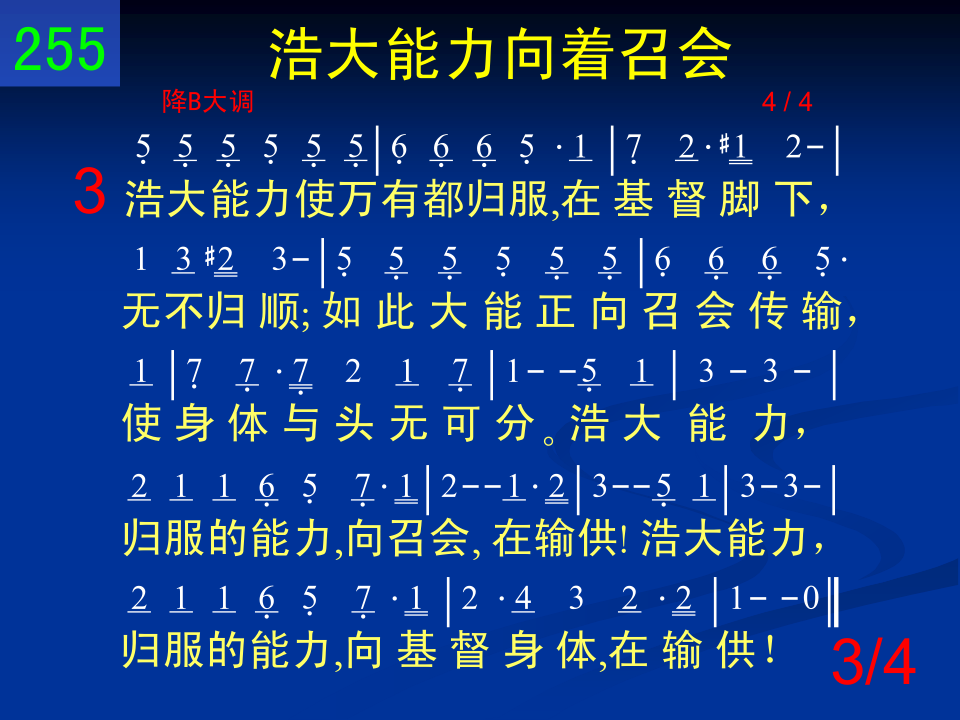 255
浩大能力向着召会
降B大调 4 / 4
5 5 5 5 5 5|6 6 6 5 · 1|7 2 · #1 2 -|
3
浩大能力使万有都归服,在 基 督 脚 下，
1 3 #2 3 -|5 5 5 5 5 5|6 6 6 5 ·
无不归 顺; 如 此 大 能 正 向 召 会 传 输，
1|7 7 · 7 2 1 7|1 - - 5 1|3 - 3 -|
使 身 体 与 头 无 可 分。浩 大 能 力，
2 1 1 6 5 7 · 1|2 - - 1 · 2|3 - - 5 1|3 - 3 -|
归服的能力,向召会, 在输供! 浩大能力，
2 1 1 6 5 7 · 1|2 · 4 3 2 · 2|1 - - 0‖
归服的能力,向 基 督 身 体,在 输 供！
3/4